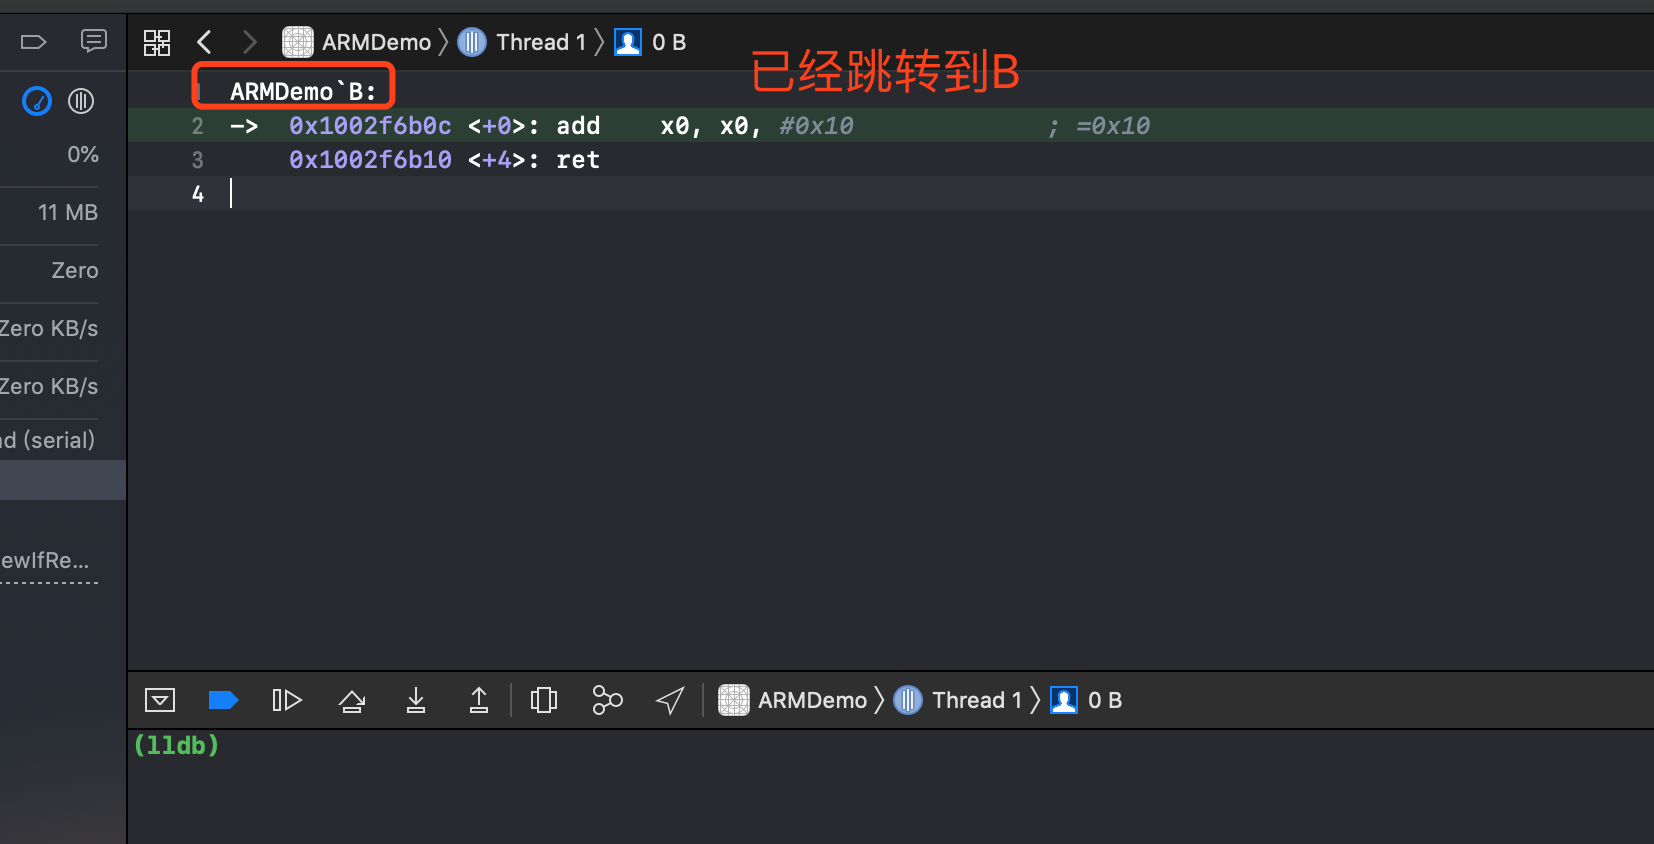 ARMDemo 〉 Thread 1 〉 0 B
已经跳转到B
ARMDemo`B:
2 -> 0x1002f6b0c <+0>: add x0, x0, #0x10 ; =0x10
3 0x1002f6b10 <+4>: ret
4
0%
11 MB
Zero
Zero KB/s
Zero KB/s
ad (serial)
ewIfRe...
ARMDemo 〉 Thread 1 〉 0 B
(lldb)